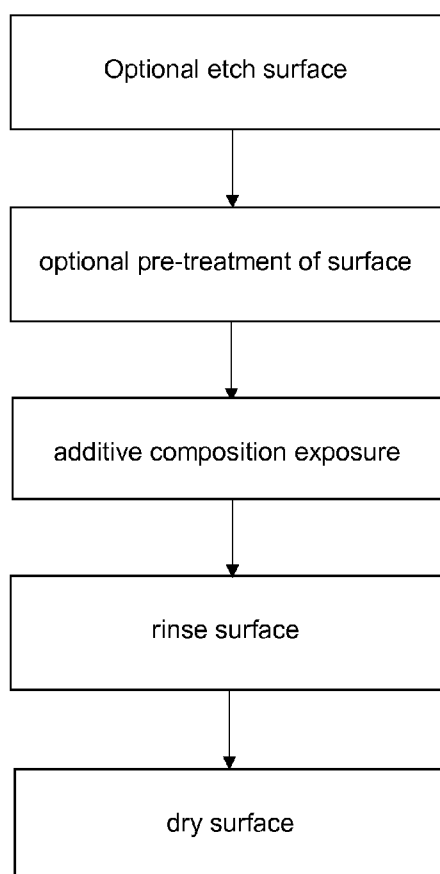 Optional etch surface
optional pre-treatment of surface
additive composition exposure
rinse surface
dry surface